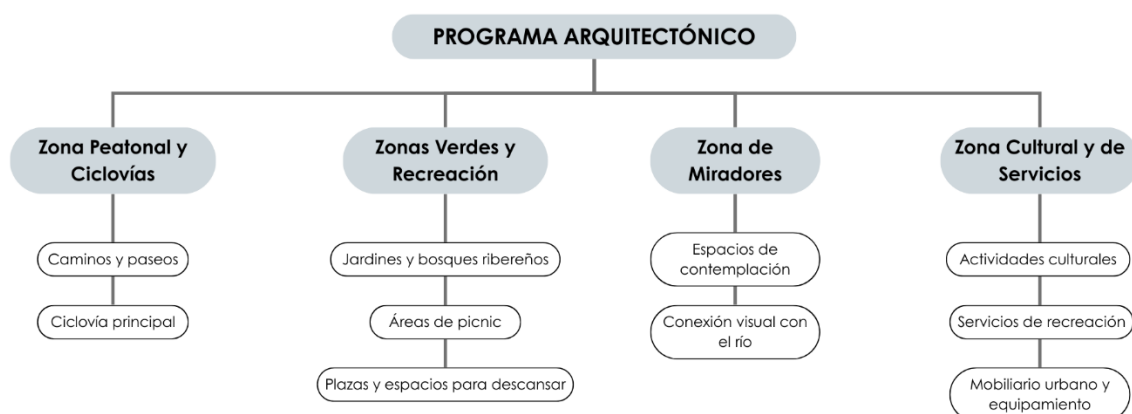 PROGRAMA ARQUITECTÓNICO
Zona Peatonal y
Ciclovías
Caminos y paseos
Ciclovía principal
Zonas Verdes y
Recreación
Jardines y bosques ribereños
Áreas de picnic
Plazas y espacios para descansar
Zona de
Miradores
Espacios de
contemplación
Conexión visual con
el río
Zona Cultural y de
Servicios
Actividades culturales
Servicios de recreación
Mobiliario urbano y
equipamiento